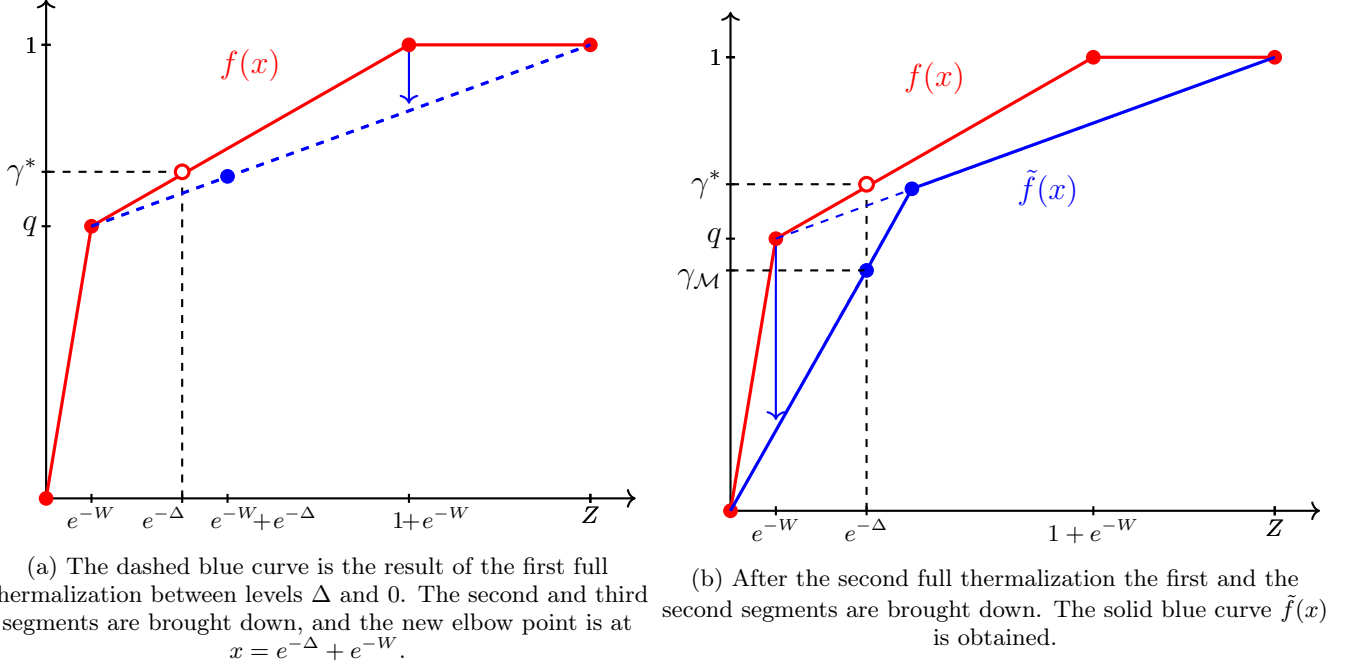 1
f(x)
γ*
q
e^{-W}
e^{-Δ}
e^{-W}+e^{-Δ}
1+e^{-W}
Z
(a) The dashed blue curve is the result of the first full
hermalization between levels Δ and 0. The second and third
segments are brought down, and the new elbow point is at
x = e^{-Δ} + e^{-W}.
1
f(x)
γ*
f̃(x)
q
γ_ℳ
e^{-W}
e^{-Δ}
1 + e^{-W}
Z
(b) After the second full thermalization the first and the
second segments are brought down. The solid blue curve f̃(x)
is obtained.